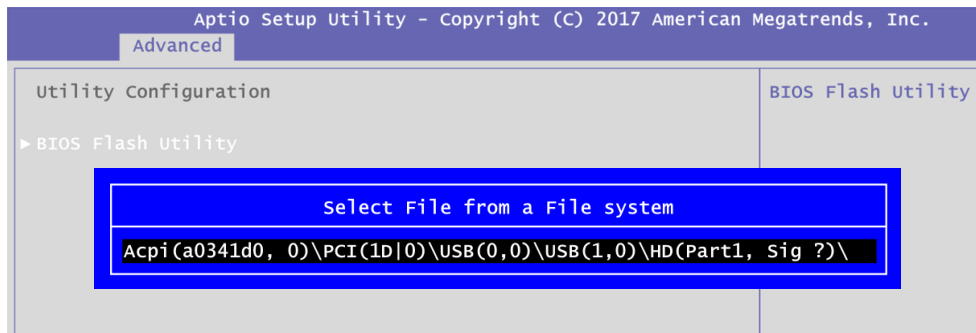 Aptio Setup Utility - Copyright (C) 2017 American Megatrends, Inc.
Advanced
Utility Configuration
BIOS Flash Utility
►BIOS Flash Utility
Select File from a File system
Acpi(a0341d0, 0)\PCI(1D|0)\USB(0,0)\USB(1,0)\HD(Part1, Sig ?)\